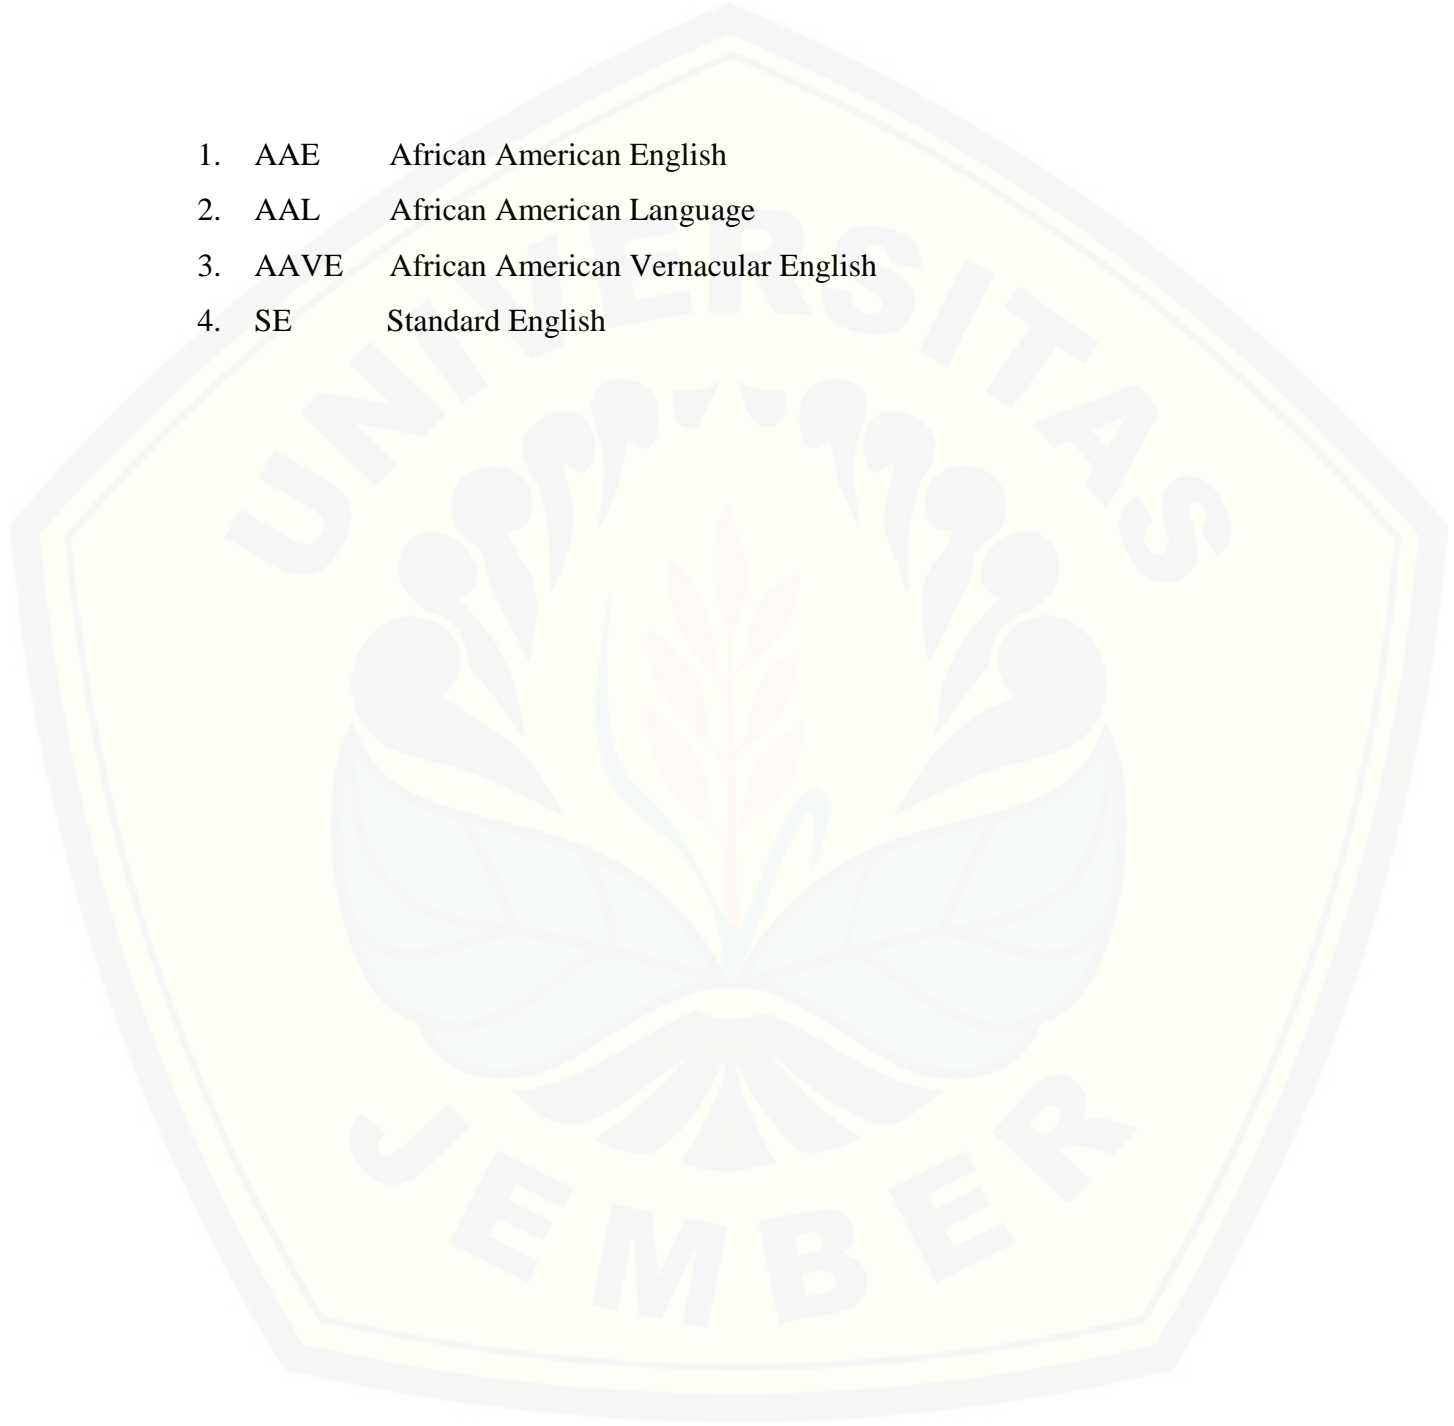 1. AAE African American English
2. AAL African American Language
3. AAVE African American Vernacular English
4. SE Standard English
UNIVERSITAS
JEMBER